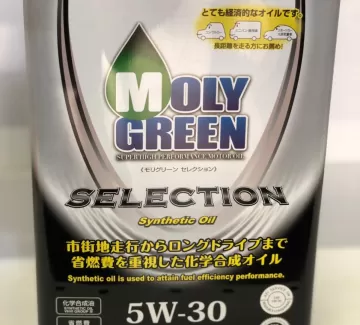 とても経済的なオイルです。
長距離を走る方にお薦め!
MOLY
GREEN
SUPER HIGH PERFORMANCE MOTOR OIL
《モリグリーン セレクション》
SELECTION
Synthetic Oil
市街地走行からロングドライブまで
省燃費を重視した化学合成オイル
Synthetic oil is used to attain fuel efficiency performance.
化学合成油
5W-30
省燃費